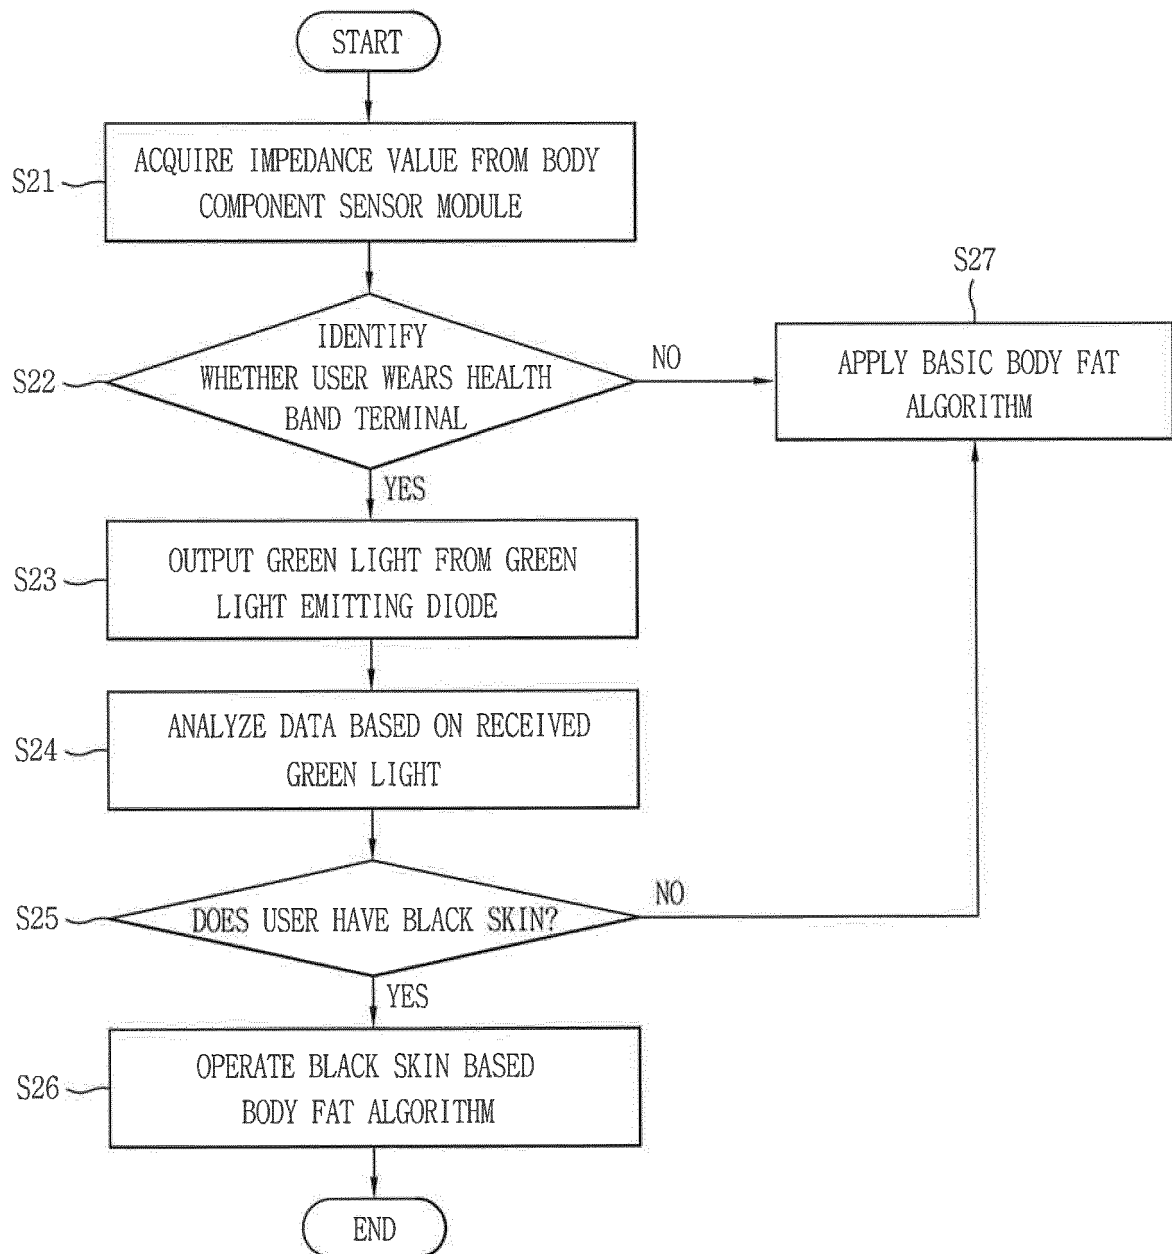 START
S21
ACQUIRE IMPEDANCE VALUE FROM BODY
COMPONENT SENSOR MODULE
S22
IDENTIFY
WHETHER USER WEARS HEALTH
BAND TERMINAL
NO
S27
APPLY BASIC BODY FAT
ALGORITHM
YES
S23
OUTPUT GREEN LIGHT FROM GREEN
LIGHT EMITTING DIODE
S24
ANALYZE DATA BASED ON RECEIVED
GREEN LIGHT
S25
DOES USER HAVE BLACK SKIN?
NO
YES
S26
OPERATE BLACK SKIN BASED
BODY FAT ALGORITHM
END